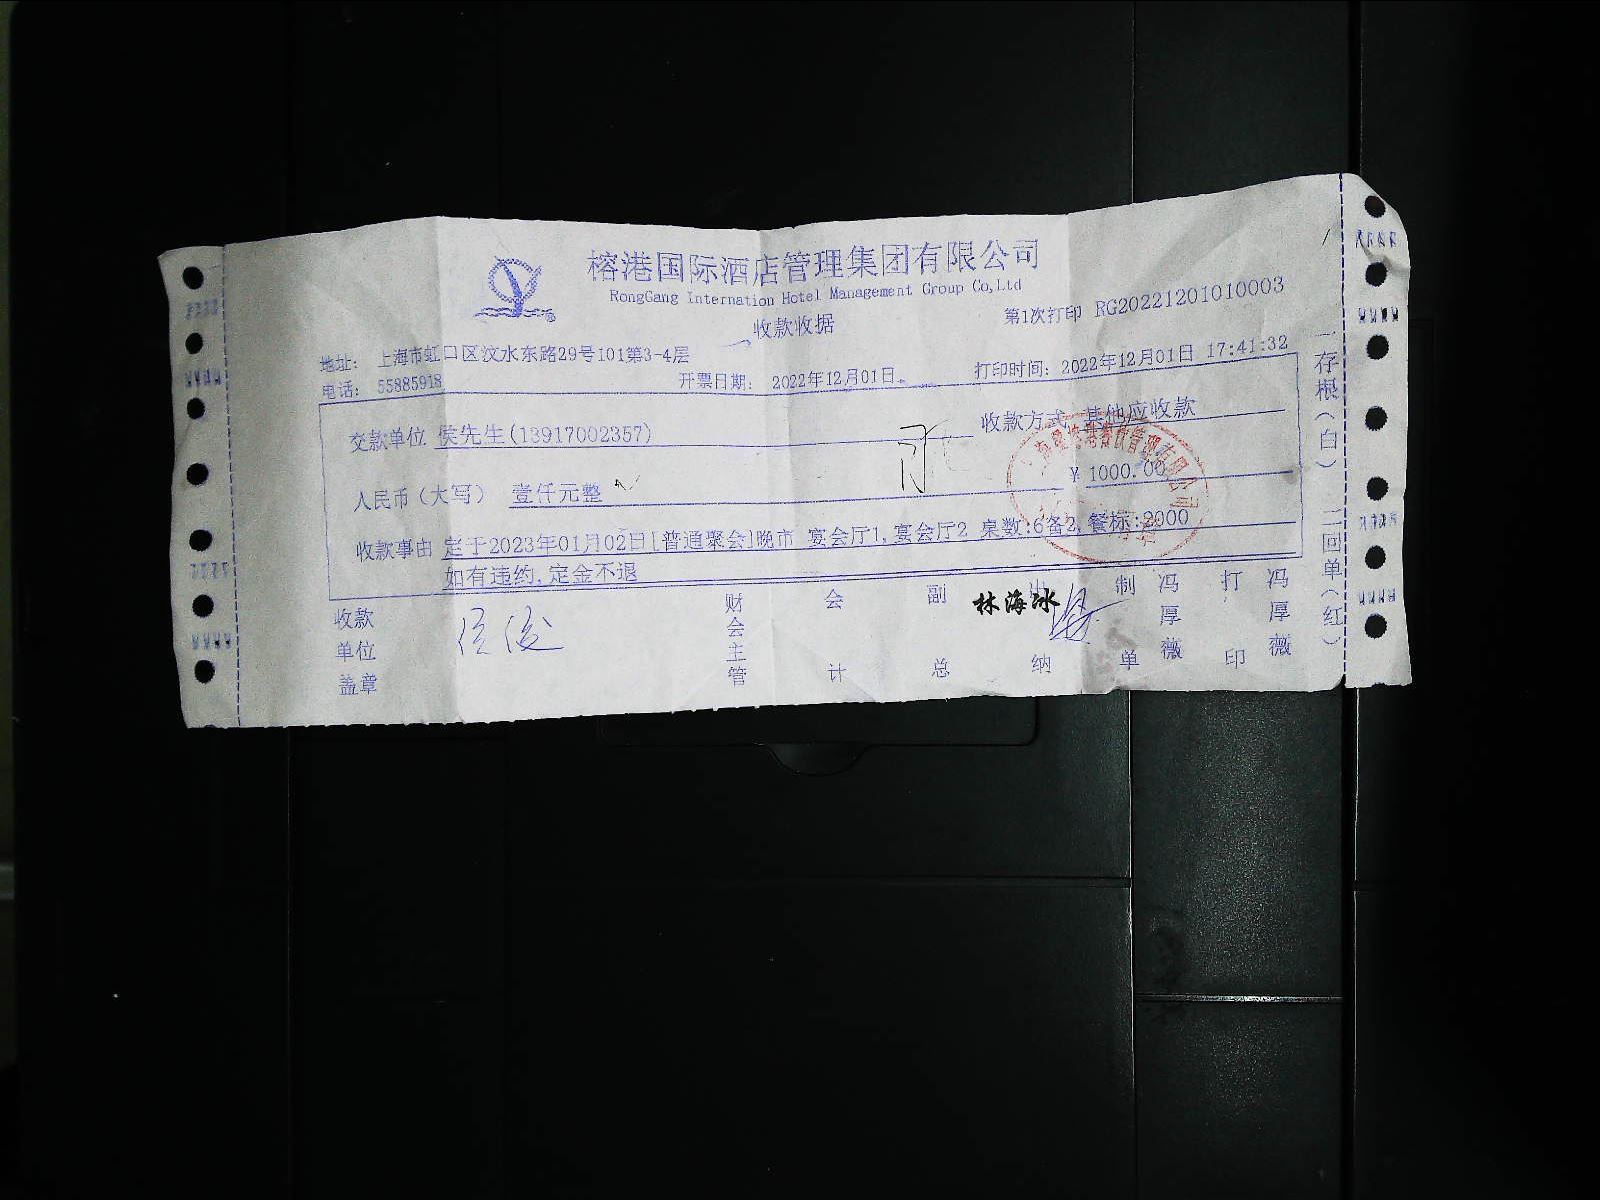 榕港国际酒店管理集团有限公司
RongGang Internation Hotel Management Group Co,Ltd
收款收据
第1次打印 RG20221201010003
地址： 上海市虹口区汶水东路29号101第3-4层
电话： 55885918
开票日期： 2022年12月01日
打印时间：2022年12月01日 17:41:32
交款单位 侯先生(13917002357)
收款方式 其他应收款
人民币（大写） 壹仟元整
￥1000.00
收款事由 定于2023年01月02日[普通聚会]晚市 宴会厅1,宴会厅2 桌数:6备2,餐标:2000
如有违约,定金不退
收款单位盖章
侯俊
财会主管
会计
副总
出纳
林海冰
制单
冯厚薇
打印
冯厚薇
一存根（白） 二回单（红）